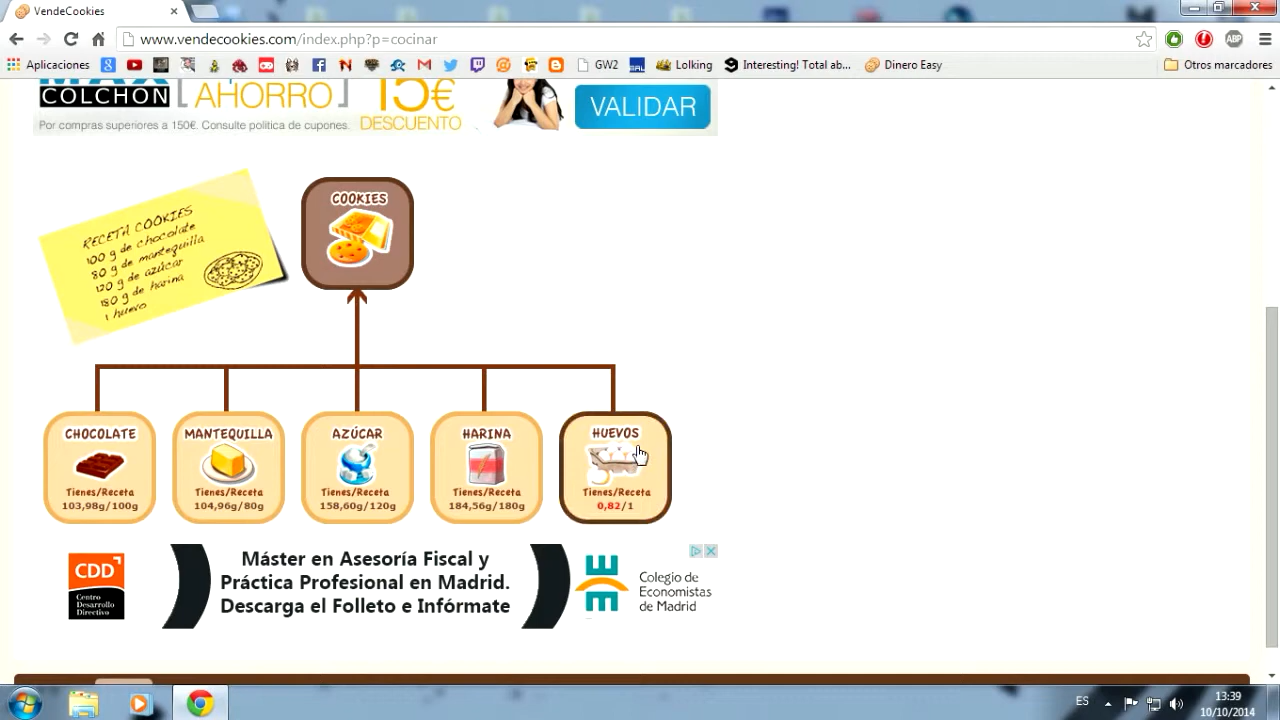 VendeCookies
www.vendecookies.com/index.php?p=cocinar
ABP
Aplicaciones
GW2
Lolking
Interesting! Total ab...
Dinero Easy
Otros marcadores
COLCHON
AHORRO
15€
DESCUENTO
VALIDAR
Por compras superiores a 150€. Consulte política de cupones.
RECETA COOKIES
100 g de chocolate
80 g de mantequilla
120 g de azúcar
180 g de harina
1 huevo
COOKIES
CHOCOLATE
Tienes/Receta
103,98g/100g
MANTEQUILLA
Tienes/Receta
104,96g/80g
AZÚCAR
Tienes/Receta
158,60g/120g
HARINA
Tienes/Receta
184,56g/180g
HUEVOS
Tienes/Receta
0,82/1
CDD
Centro
Desarrollo
Directivo
Máster en Asesoría Fiscal y
Práctica Profesional en Madrid.
Descarga el Folleto e Infórmate
Colegio de
Economistas
de Madrid
ES
13:39
10/10/2014